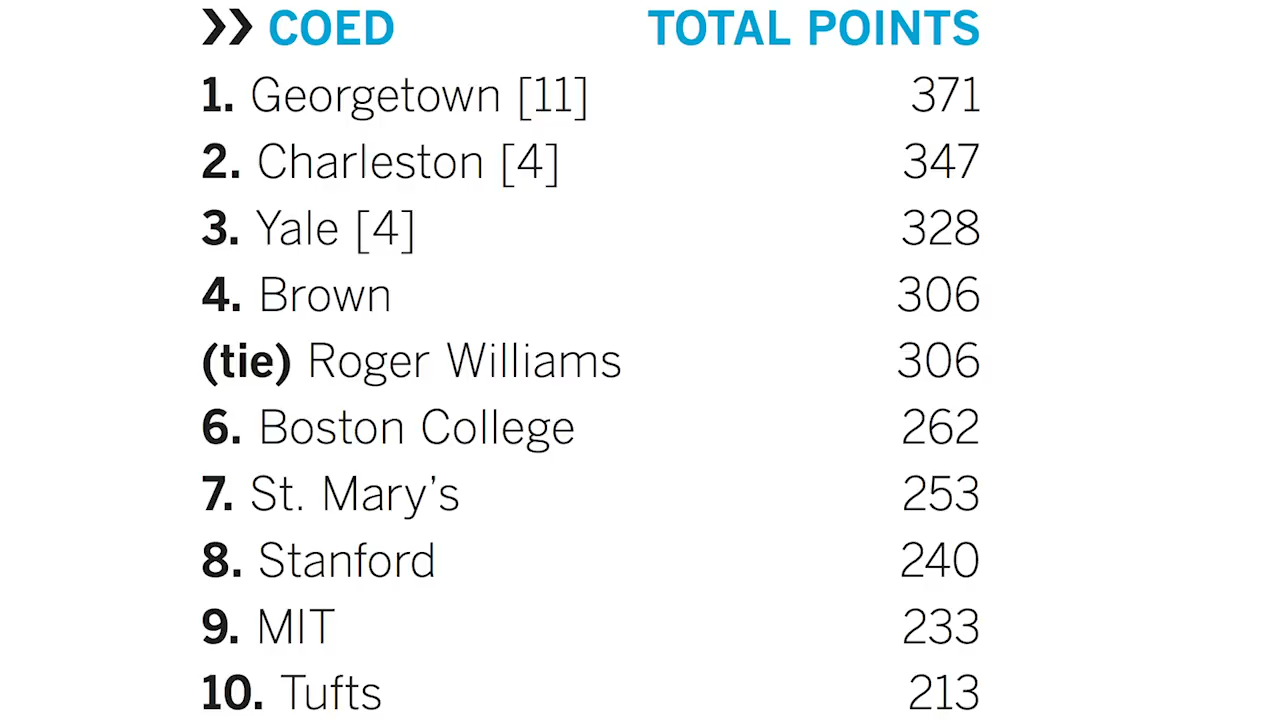 >> COED TOTAL POINTS
1. Georgetown [11] 371
2. Charleston [4] 347
3. Yale [4] 328
4. Brown 306
(tie) Roger Williams 306
6. Boston College 262
7. St. Mary’s 253
8. Stanford 240
9. MIT 233
10. Tufts 213